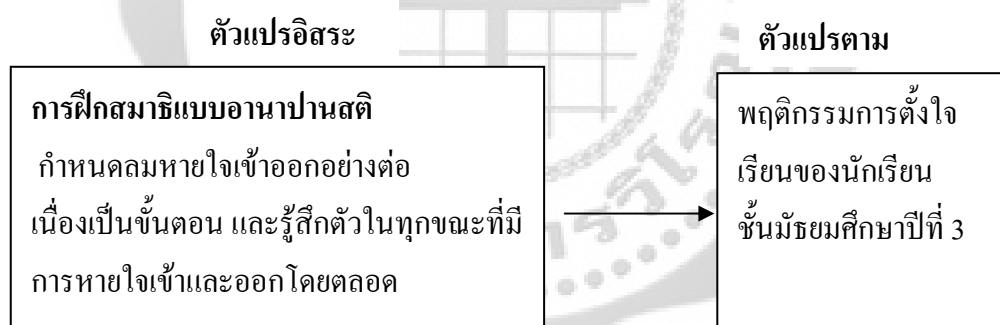 ตัวแปรอิสระ
ตัวแปรตาม
การฝึกสมาธิแบบอานาปานสติ
กำหนดลมหายใจเข้าออกอย่างต่อ
เนื่องเป็นขั้นตอน และรู้สึกตัวในทุกขณะที่มี
การหายใจเข้าและออกโดยตลอด
พฤติกรรมการตั้งใจ
เรียนของนักเรียน
ชั้นมัธยมศึกษาปีที่ 3